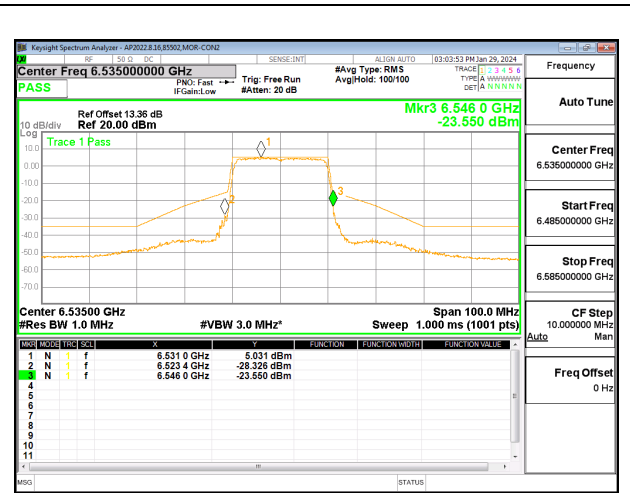 Keysight Spectrum Analyzer - AP2022.8.16,85502,MOR-CON2
LXI RF 50 Ω DC SENSE:INT ALIGN AUTO 03:03:53 PM Jan 29, 2024
Center Freq 6.535000000 GHz #Avg Type: RMS TRACE 1 2 3 4 5 6
PASS PNO: Fast Trig: Free Run Avg|Hold: 100/100 TYPE A WWWWW
IFGain:Low #Atten: 20 dB DET A N N N N N
Ref Offset 13.36 dB Mkr3 6.546 0 GHz
10 dB/div Ref 20.00 dBm -23.550 dBm
Log
Trace 1 Pass
10.0
0.00
-10.0
-20.0
-30.0
-40.0
-50.0
-60.0
-70.0
1
2
3
Center 6.53500 GHz Span 100.0 MHz
#Res BW 1.0 MHz #VBW 3.0 MHz* Sweep 1.000 ms (1001 pts)
MKR MODE TRC SCL X Y FUNCTION FUNCTION WIDTH FUNCTION VALUE
1 N 1 f 6.531 0 GHz 5.031 dBm
2 N 1 f 6.523 4 GHz -28.326 dBm
3 N 1 f 6.546 0 GHz -23.550 dBm
4
5
6
7
8
9
10
11
MSG STATUS
Frequency
Auto Tune
Center Freq
6.535000000 GHz
Start Freq
6.485000000 GHz
Stop Freq
6.585000000 GHz
CF Step
10.000000 MHz
Auto Man
Freq Offset
0 Hz